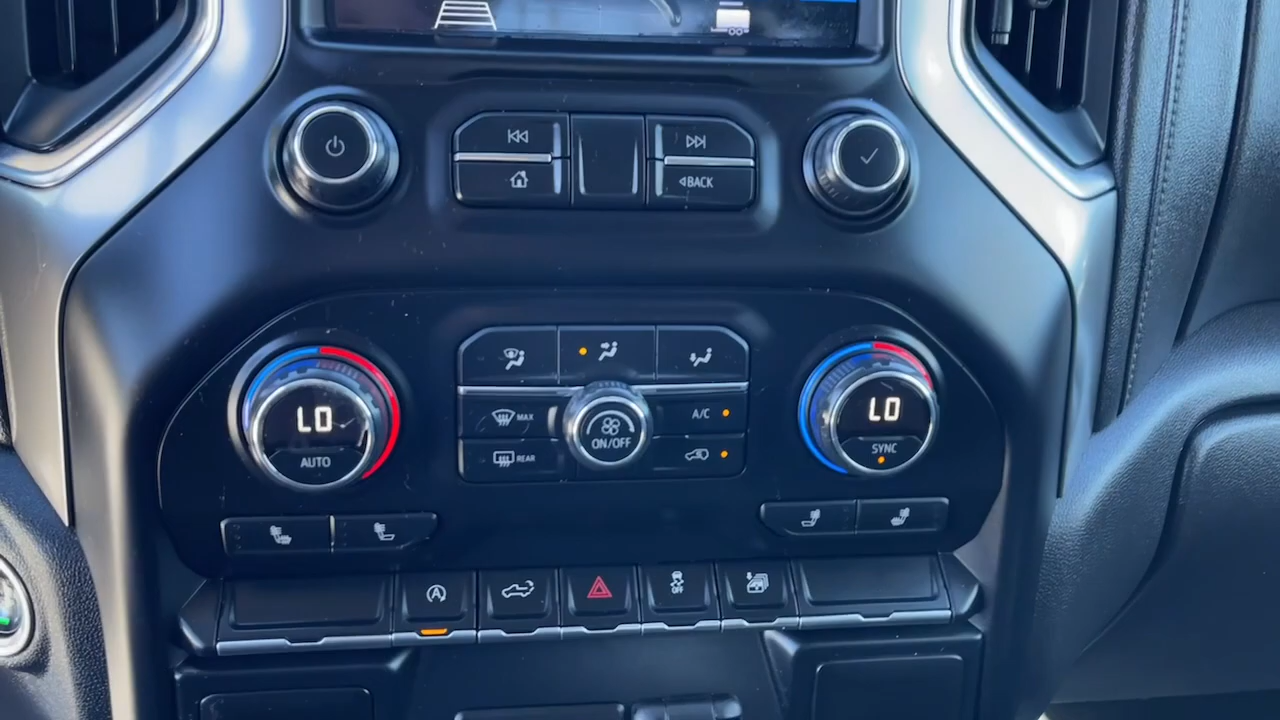 BACK
LO
AUTO
MAX
REAR
ON/OFF
A/C
LO
SYNC
A
OFF